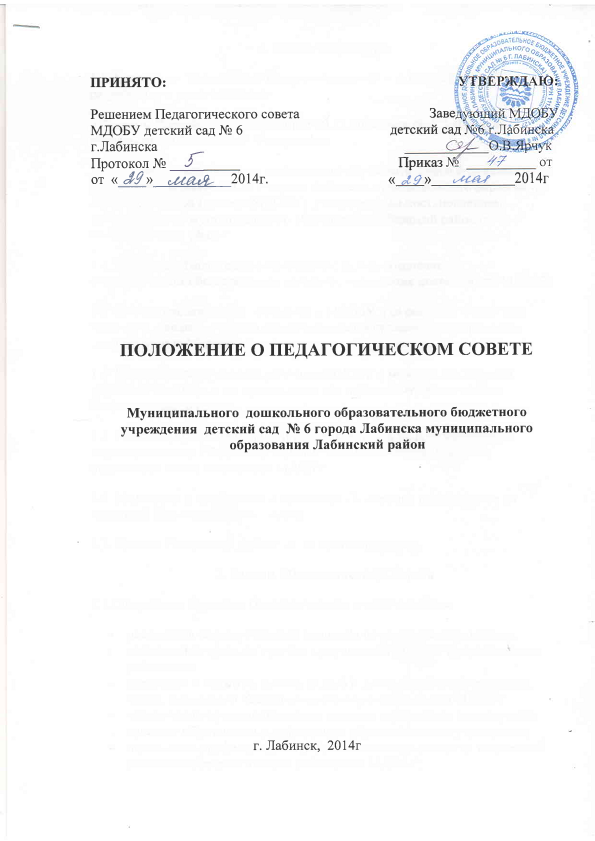 ПРИНЯТО:
Решением Педагогического совета
МДОБУ детский сад № 6
г.Лабинска
Протокол № 5
от «29» мая 2014г.
УТВЕРЖДАЮ:
Заведующий МДОБУ
детский сад №6 г.Лабинска
О.В.Ярчук
Приказ № 47 от
«29» мая 2014г
ПОЛОЖЕНИЕ О ПЕДАГОГИЧЕСКОМ СОВЕТЕ
Муниципального дошкольного образовательного бюджетного
учреждения детский сад № 6 города Лабинска муниципального
образования Лабинский район
г. Лабинск, 2014г